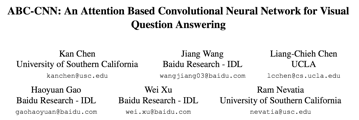 ABC-CNN: An Attention Based Convolutional Neural Network for Visual
Question Answering
Kan Chen Jiang Wang Liang-Chieh Chen
University of Southern California Baidu Research - IDL UCLA
kanchen@usc.edu wangjiang03@baidu.com lcchen@cs.ucla.edu
Haoyuan Gao Wei Xu Ram Nevatia
Baidu Research - IDL Baidu Research - IDL University of Southern California
gaohaoyuan@baidu.com wei.xu@baidu.com nevatia@usc.edu